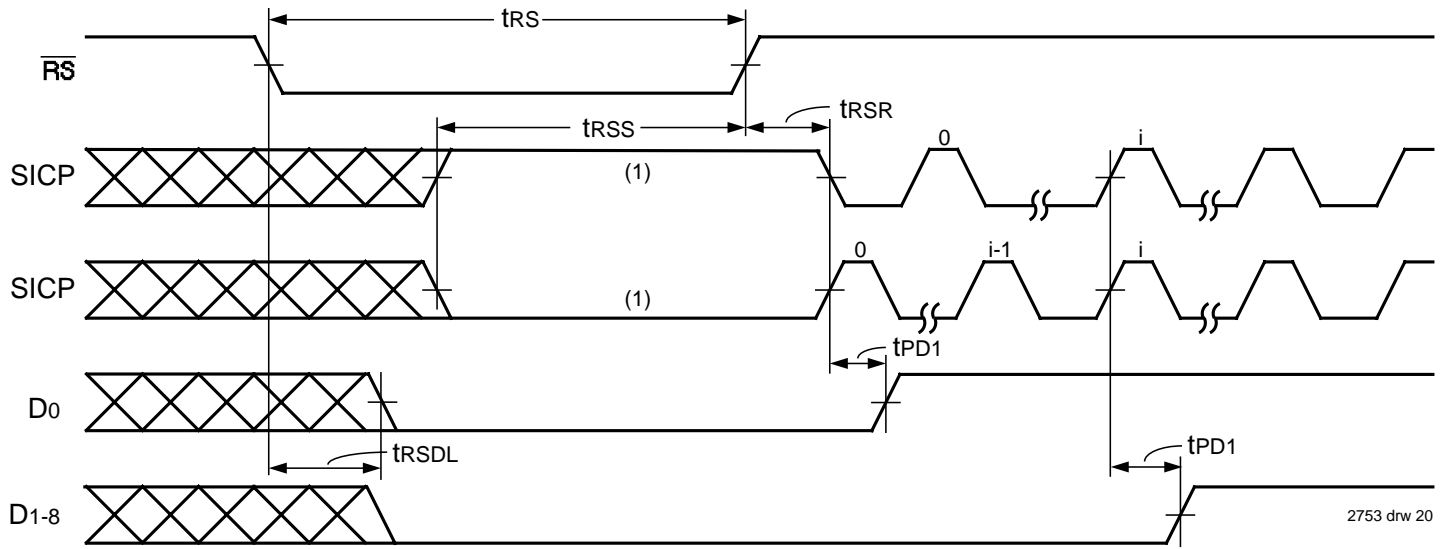 tRS
RS
tRSR
tRSS
0
i
SICP
(1)
0
i-1
i
SICP
(1)
tPD1
D0
tRSDL
tPD1
D1-8
2753 drw 20